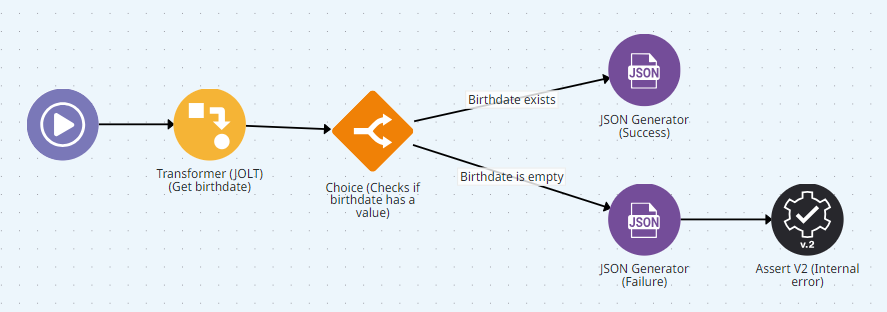 Birthdate exists
JSON
JSON Generator
(Success)
Transformer (JOLT)
(Get birthdate)
Choice (Checks if
birthdate has a
value)
Birthdate is empty
JSON
JSON Generator
(Failure)
v.2
Assert V2 (Internal
error)